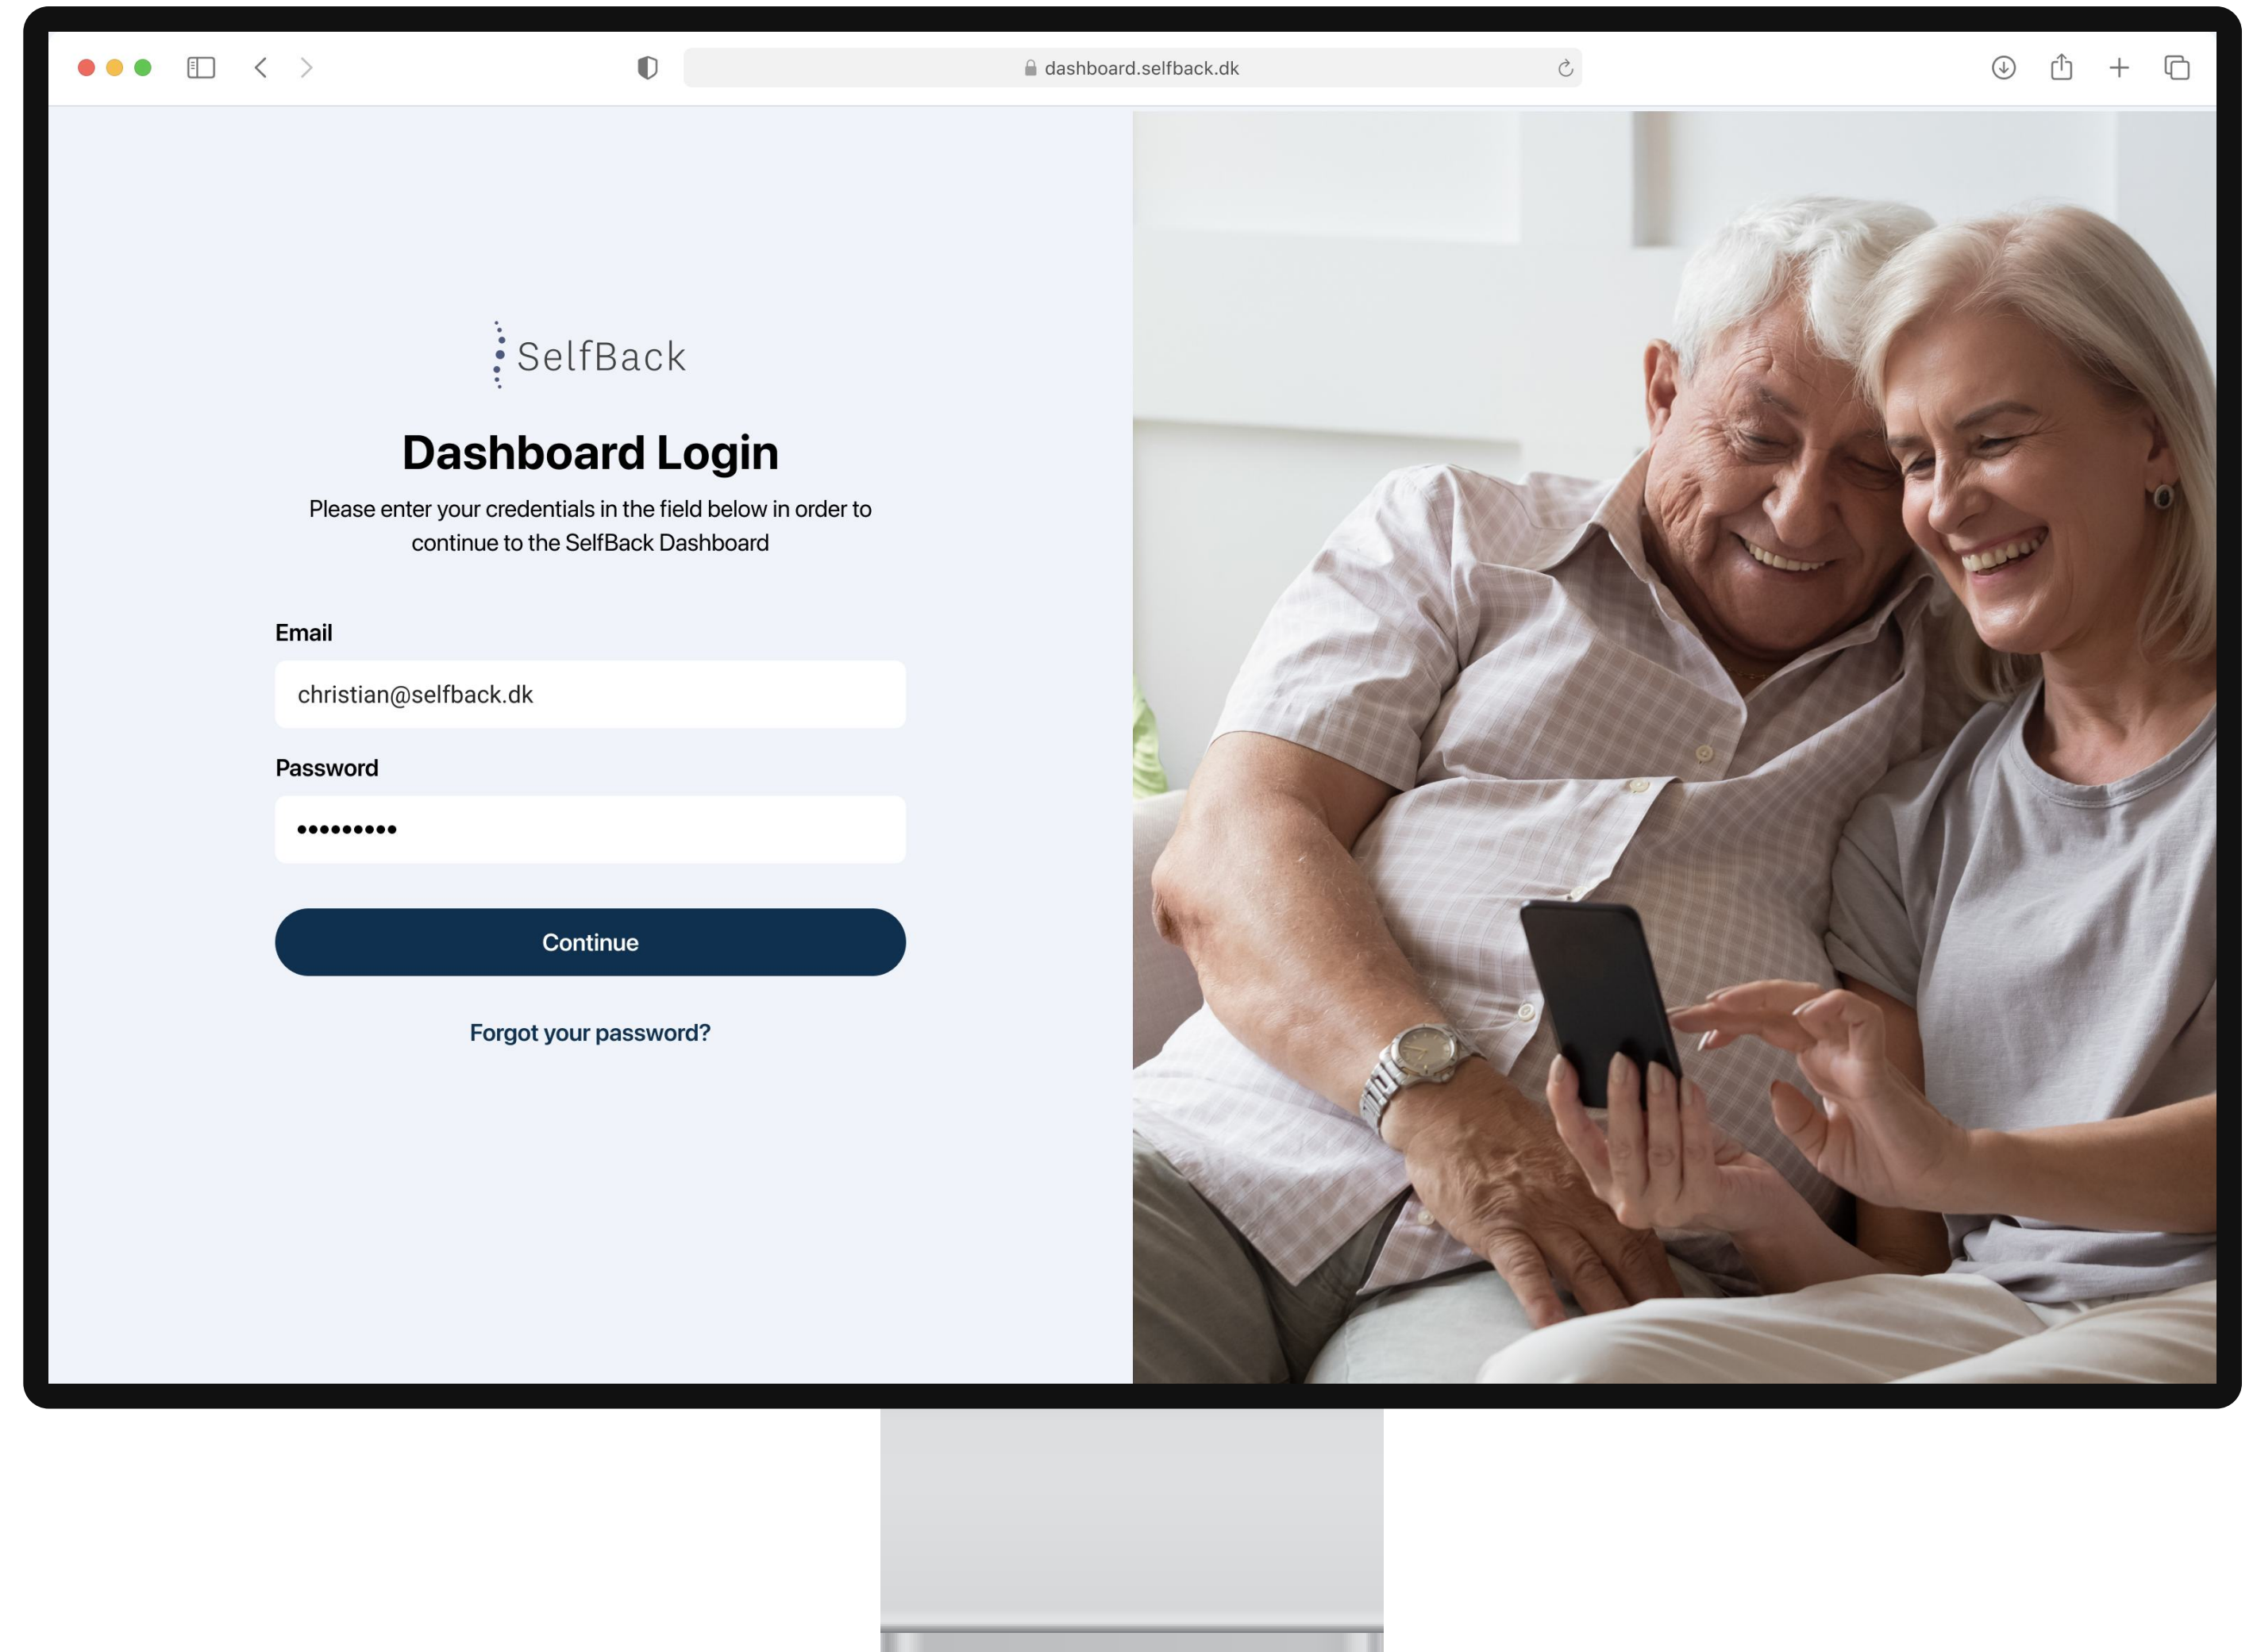 dashboard.selfback.dk
SelfBack
Dashboard Login
Please enter your credentials in the field below in order to
continue to the SelfBack Dashboard
Email
christian@selfback.dk
Password
•••••••••
Continue
Forgot your password?